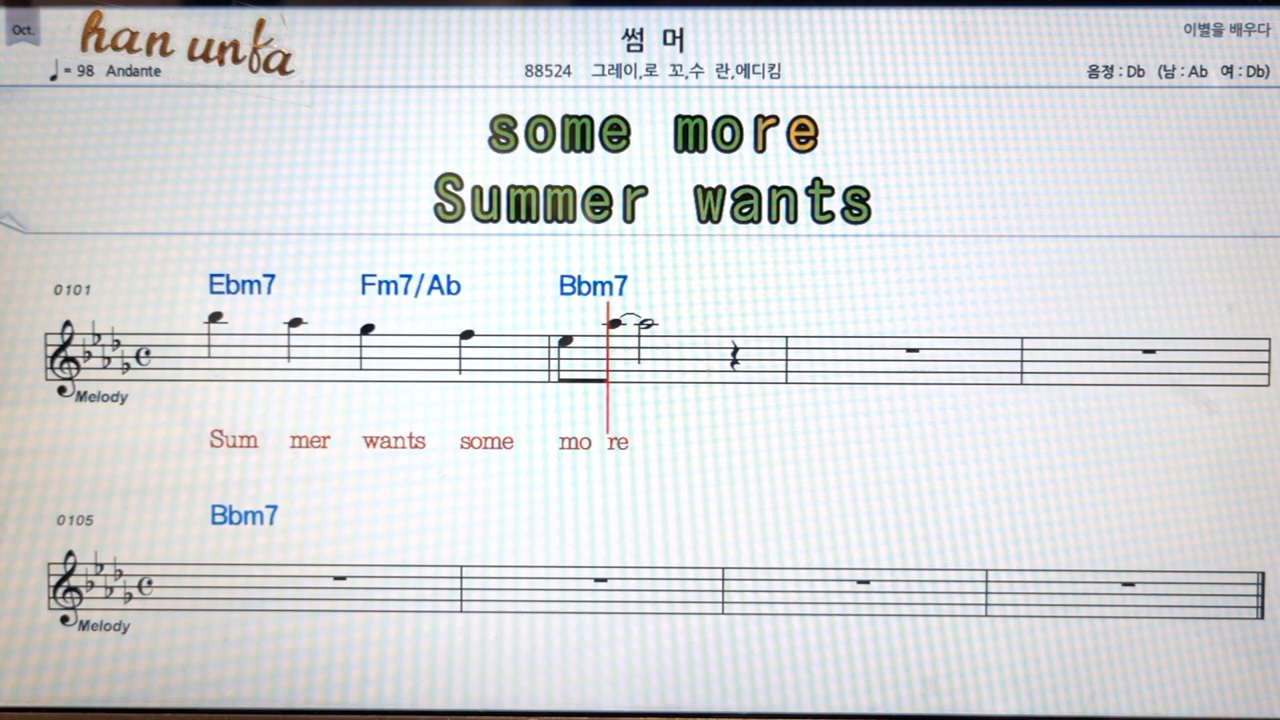 Oct.
han unfa
썸 머
이별을 배우다
♩= 98 Andante
88524 그레이,로 꼬,수 란,에디킴
음정 : Db (남 : Ab 여 : Db)
some more
Summer wants
0101
Ebm7 Fm7/Ab Bbm7
Melody
Sum mer wants some mo re
0105
Bbm7
Melody